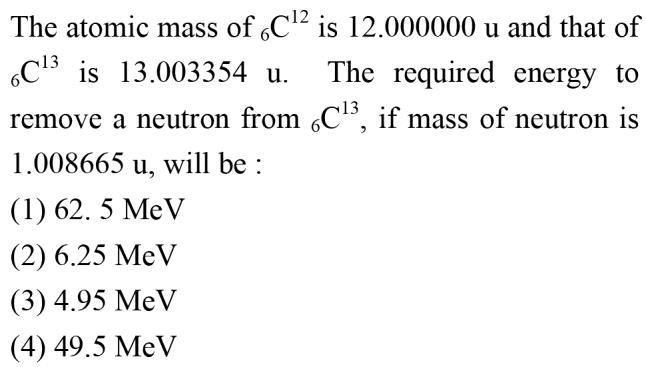 The atomic mass of ₆C¹² is 12.000000 u and that of
₆C¹³ is 13.003354 u. The required energy to
remove a neutron from ₆C¹³, if mass of neutron is
1.008665 u, will be :
(1) 62. 5 MeV
(2) 6.25 MeV
(3) 4.95 MeV
(4) 49.5 MeV